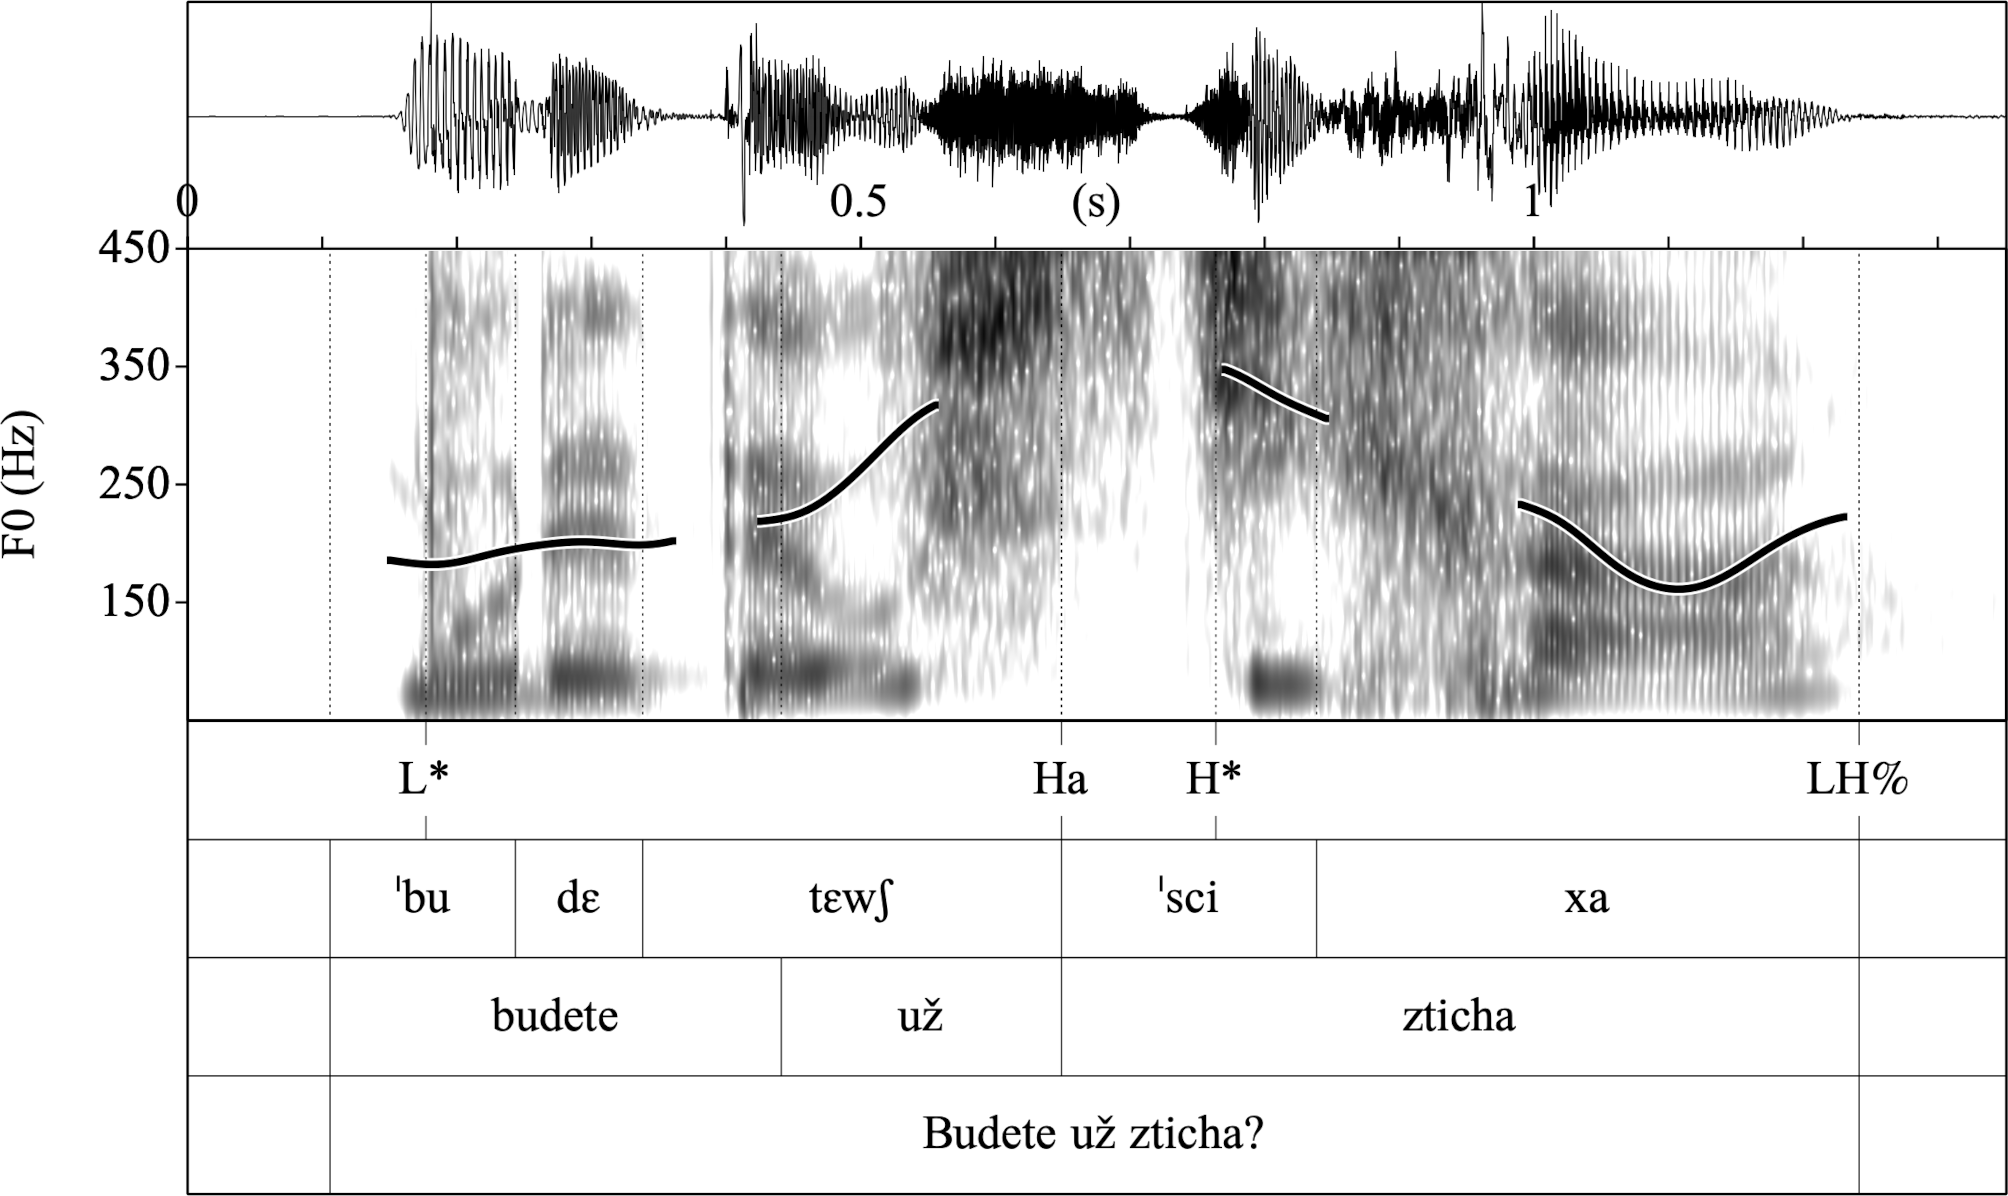 0 0.5 (s) 1
450
350
250
150
F0 (Hz)
L* Ha H* LH%
ˈbu dɛ tɛwʃ ˈsci xa
budete už zticha
Budete už zticha?